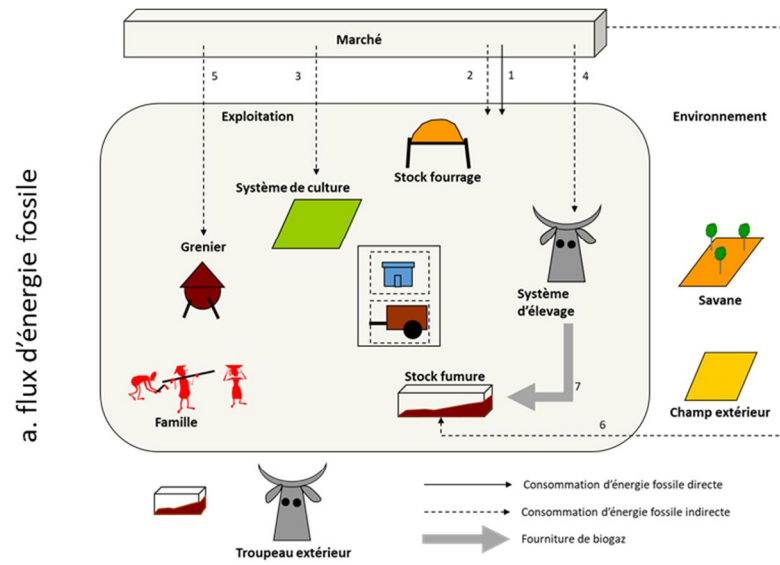 a. flux d’énergie fossile
Marché
5
3
2
1
4
Exploitation
Environnement
Stock fourrage
Système de culture
Grenier
Système
d’élevage
Savane
Stock fumure
7
6
Famille
Champ extérieur
Troupeau extérieur
Consommation d’énergie fossile directe
Consommation d’énergie fossile indirecte
Fourniture de biogaz